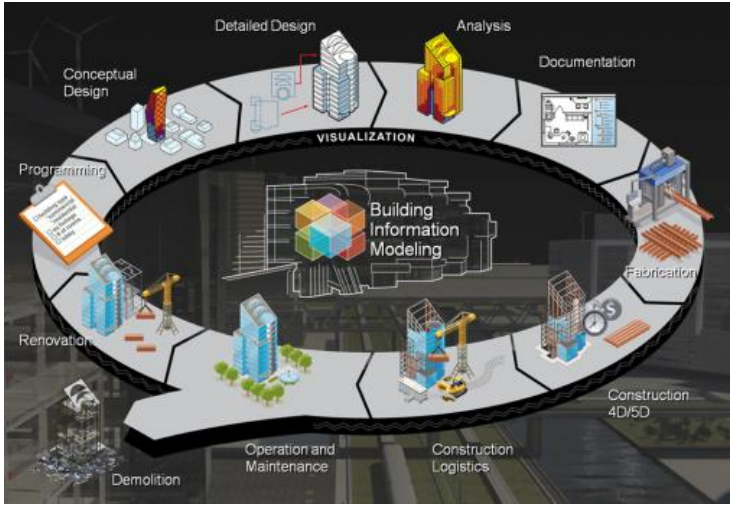 Detailed Design
Analysis
Conceptual
Design
Documentation
VISUALIZATION
Programming
Building
Information
Modeling
Fabrication
Renovation
Construction
4D/5D
Operation and
Maintenance
Construction
Logistics
Demolition